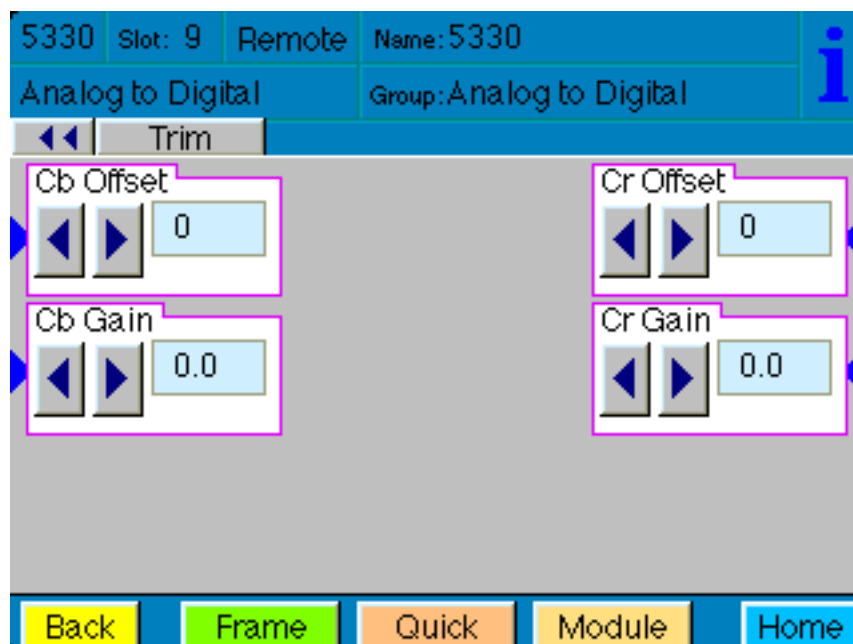 5330 Slot: 9 Remote Name: 5330
i
Analog to Digital Group: Analog to Digital
Trim
Cb Offset Cr Offset
0 0
Cb Gain Cr Gain
0.0 0.0
Back Frame Quick Module Home